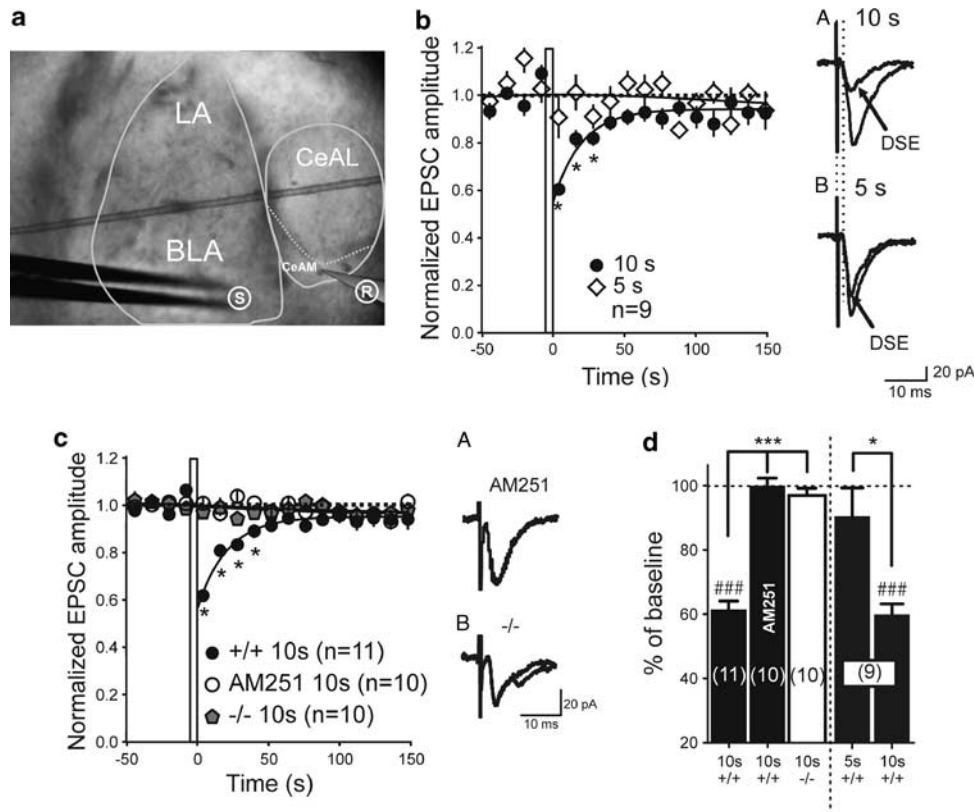 a
LA
CeAL
BLA
CeAM
S
R
b
Normalized EPSC amplitude
1.2
1.0
0.8
0.6
0.4
0.2
0.0
-50
0
50
100
150
Time (s)
*
*
*
10 s
5 s
n=9
A
10 s
DSE
B
5 s
DSE
20 pA
10 ms
c
Normalized EPSC amplitude
1.2
1.0
0.8
0.6
0.4
0.2
0.0
-50
0
50
100
150
Time (s)
*
*
*
*
+/+ 10s (n=11)
AM251 10s (n=10)
-/- 10s (n=10)
A
AM251
B
-/-
20 pA
10 ms
d
% of baseline
100
80
60
40
20
***
*
###
###
AM251
(11)
(10)
(10)
(9)
10s 10s 10s 5s 10s
+/+ +/+ -/- +/+ +/+